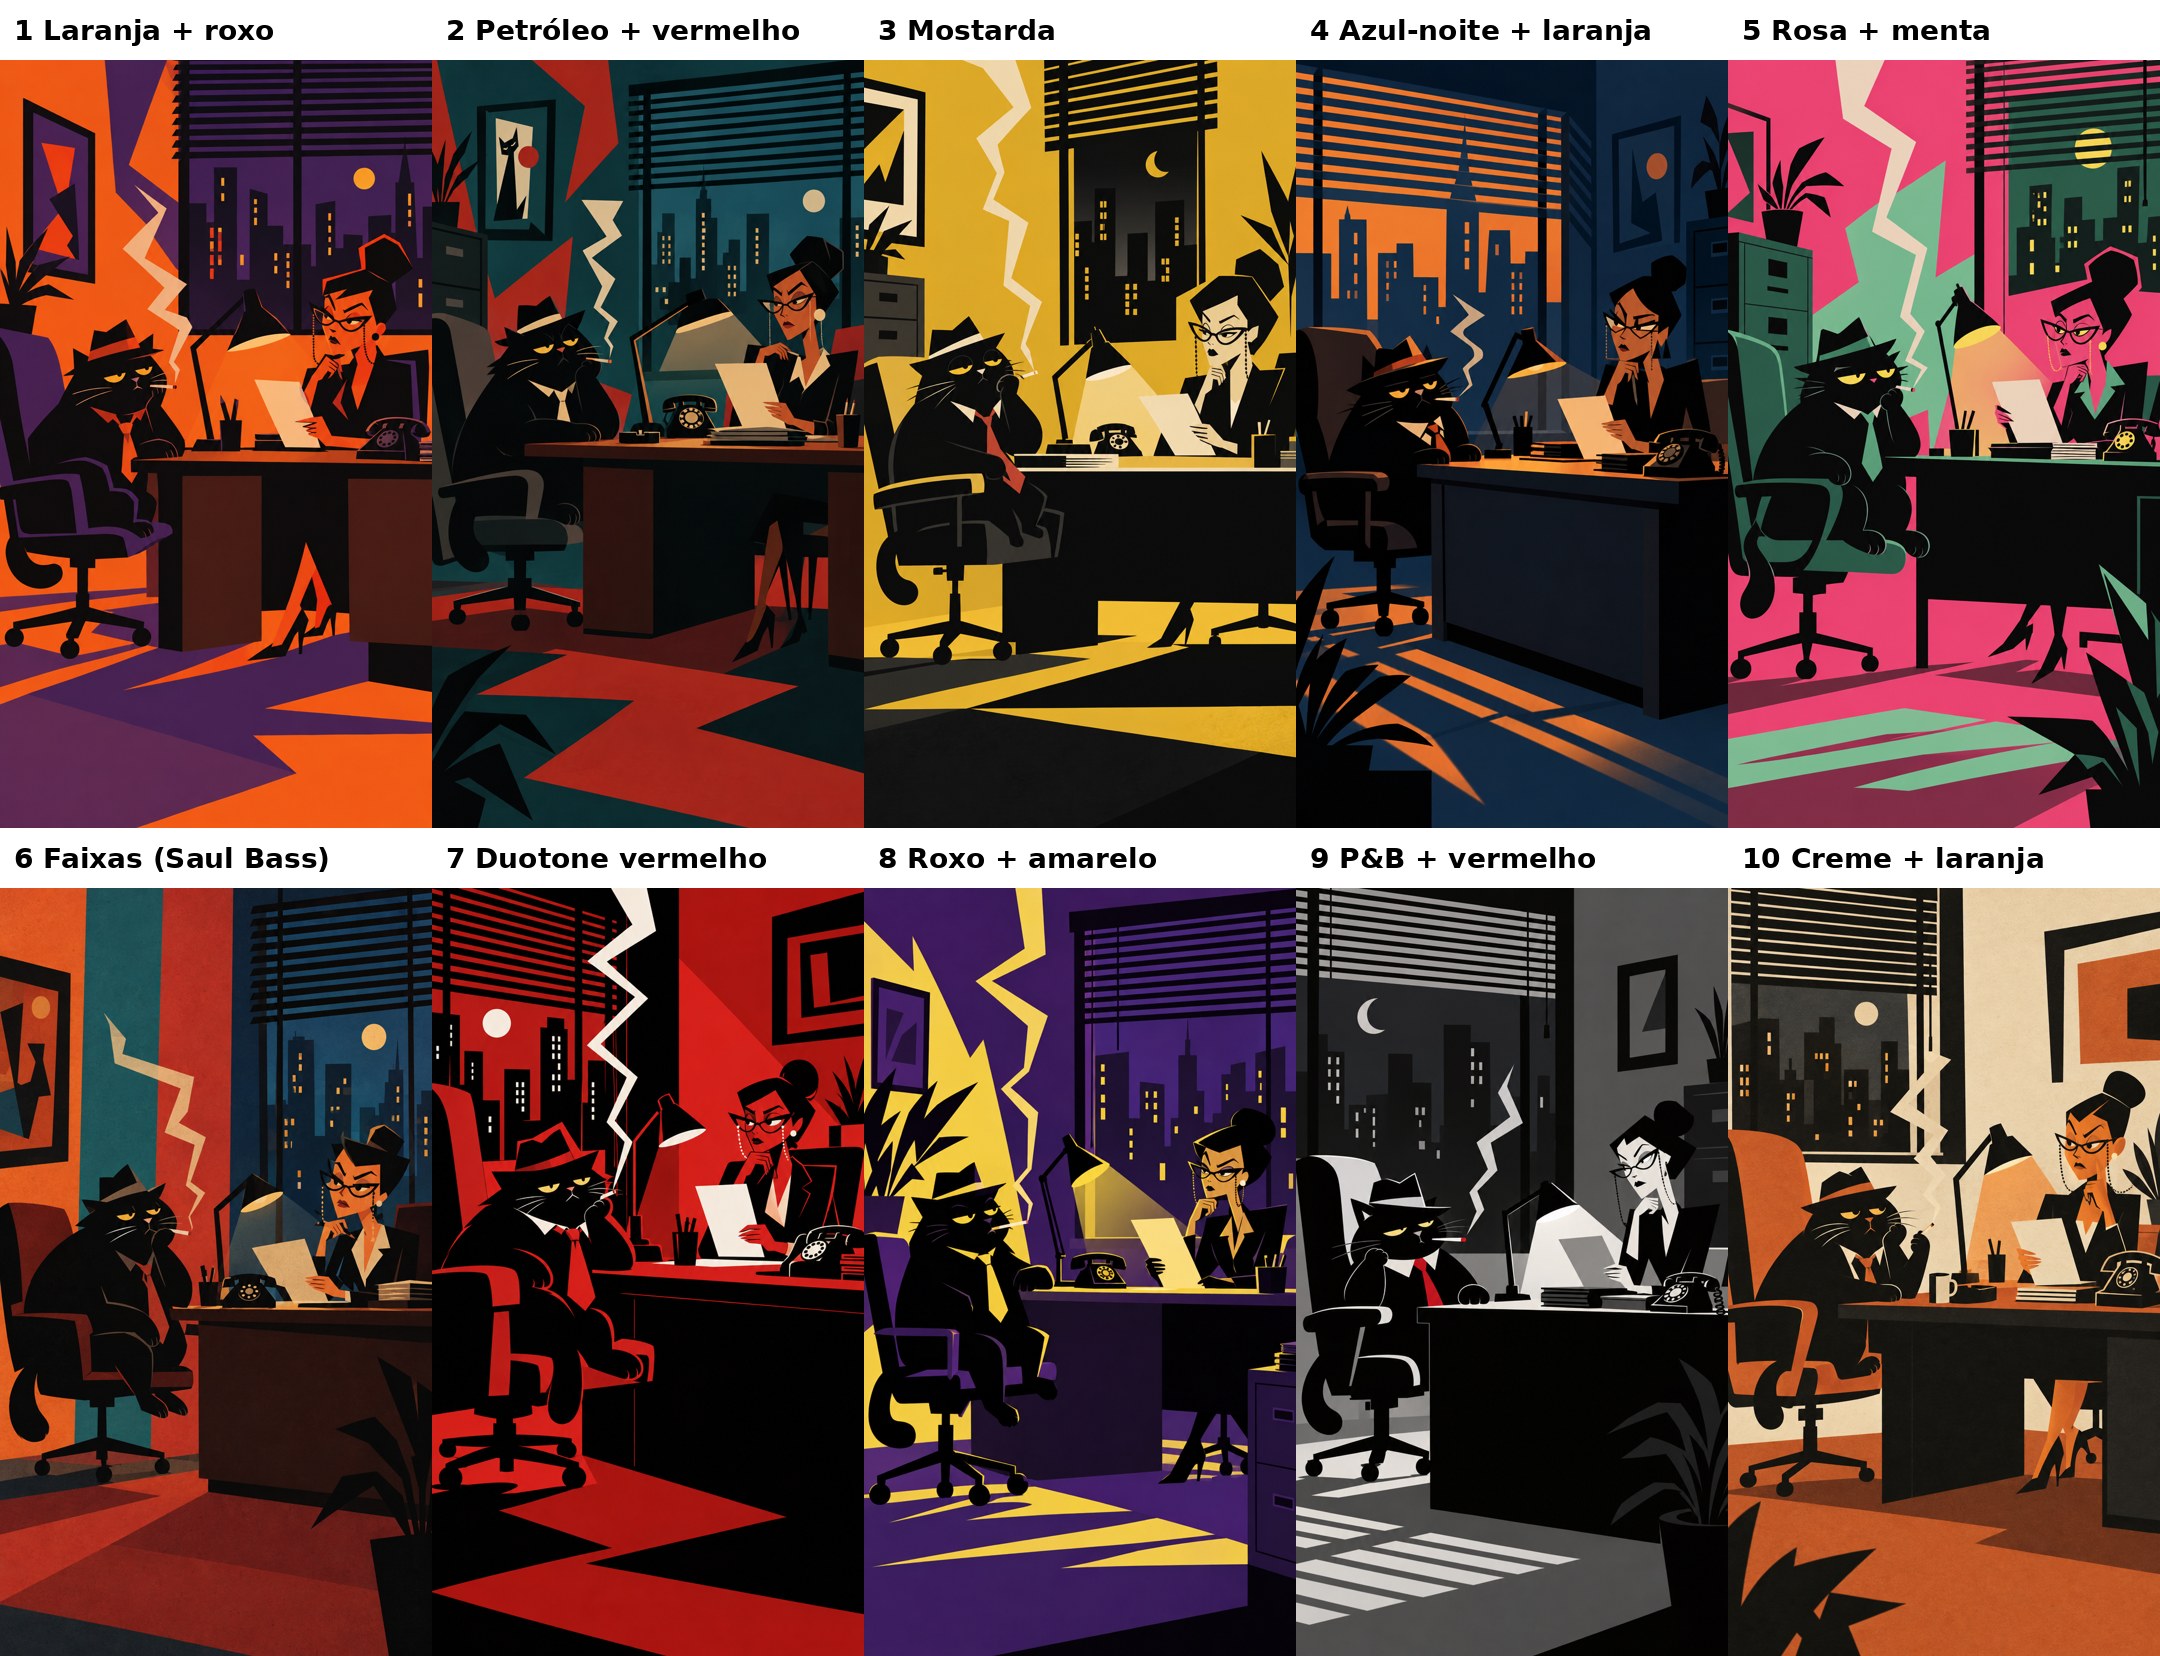 1 Laranja + roxo
2 Petróleo + vermelho
3 Mostarda
4 Azul-noite + laranja
5 Rosa + menta
6 Faixas (Saul Bass)
7 Duotone vermelho
8 Roxo + amarelo
9 P&B + vermelho
10 Creme + laranja